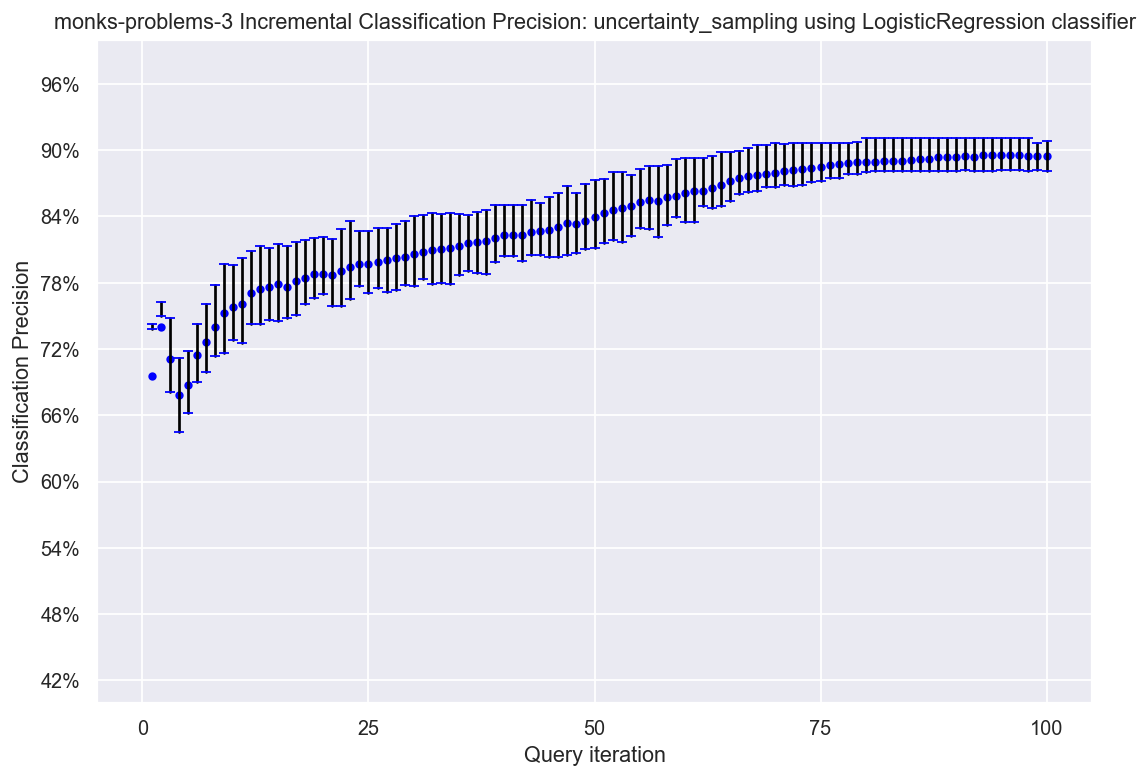 monks-problems-3 Incremental Classification Precision: uncertainty_sampling using LogisticRegression classifier
96%
90%
84%
78%
72%
66%
60%
54%
48%
42%
Classification Precision
0 25 50 75 100
Query iteration